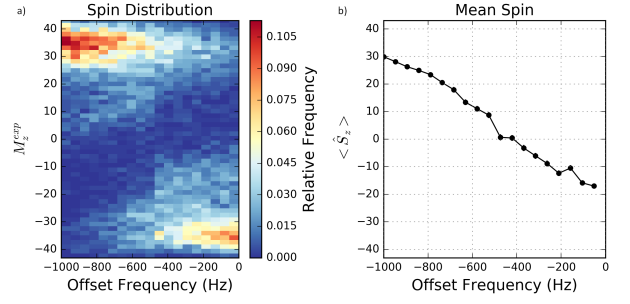 a)
Spin Distribution
40
30
20
10
0
−10
−20
−30
−40
M_z^{exp}
−1000 −800 −600 −400 −200 0
Offset Frequency (Hz)
0.105
0.090
0.075
0.060
0.045
0.030
0.015
0.000
Relative Frequency
b)
Mean Spin
40
30
20
10
0
−10
−20
−30
−40
< Ŝ_z >
−1000 −800 −600 −400 −200 0
Offset Frequency (Hz)